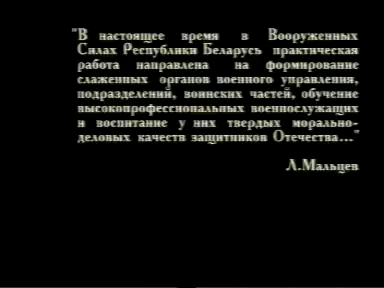 "В настоящее время в Вооруженных
Силах Республики Беларусь практическая
работа направлена на формирование
слаженных органов военного управления,
подразделений, воинских частей, обучение
высокопрофессиональных военнослужащих
и воспитание у них твердых морально-
деловых качеств защитников Отечества..."
Л.Мальцев